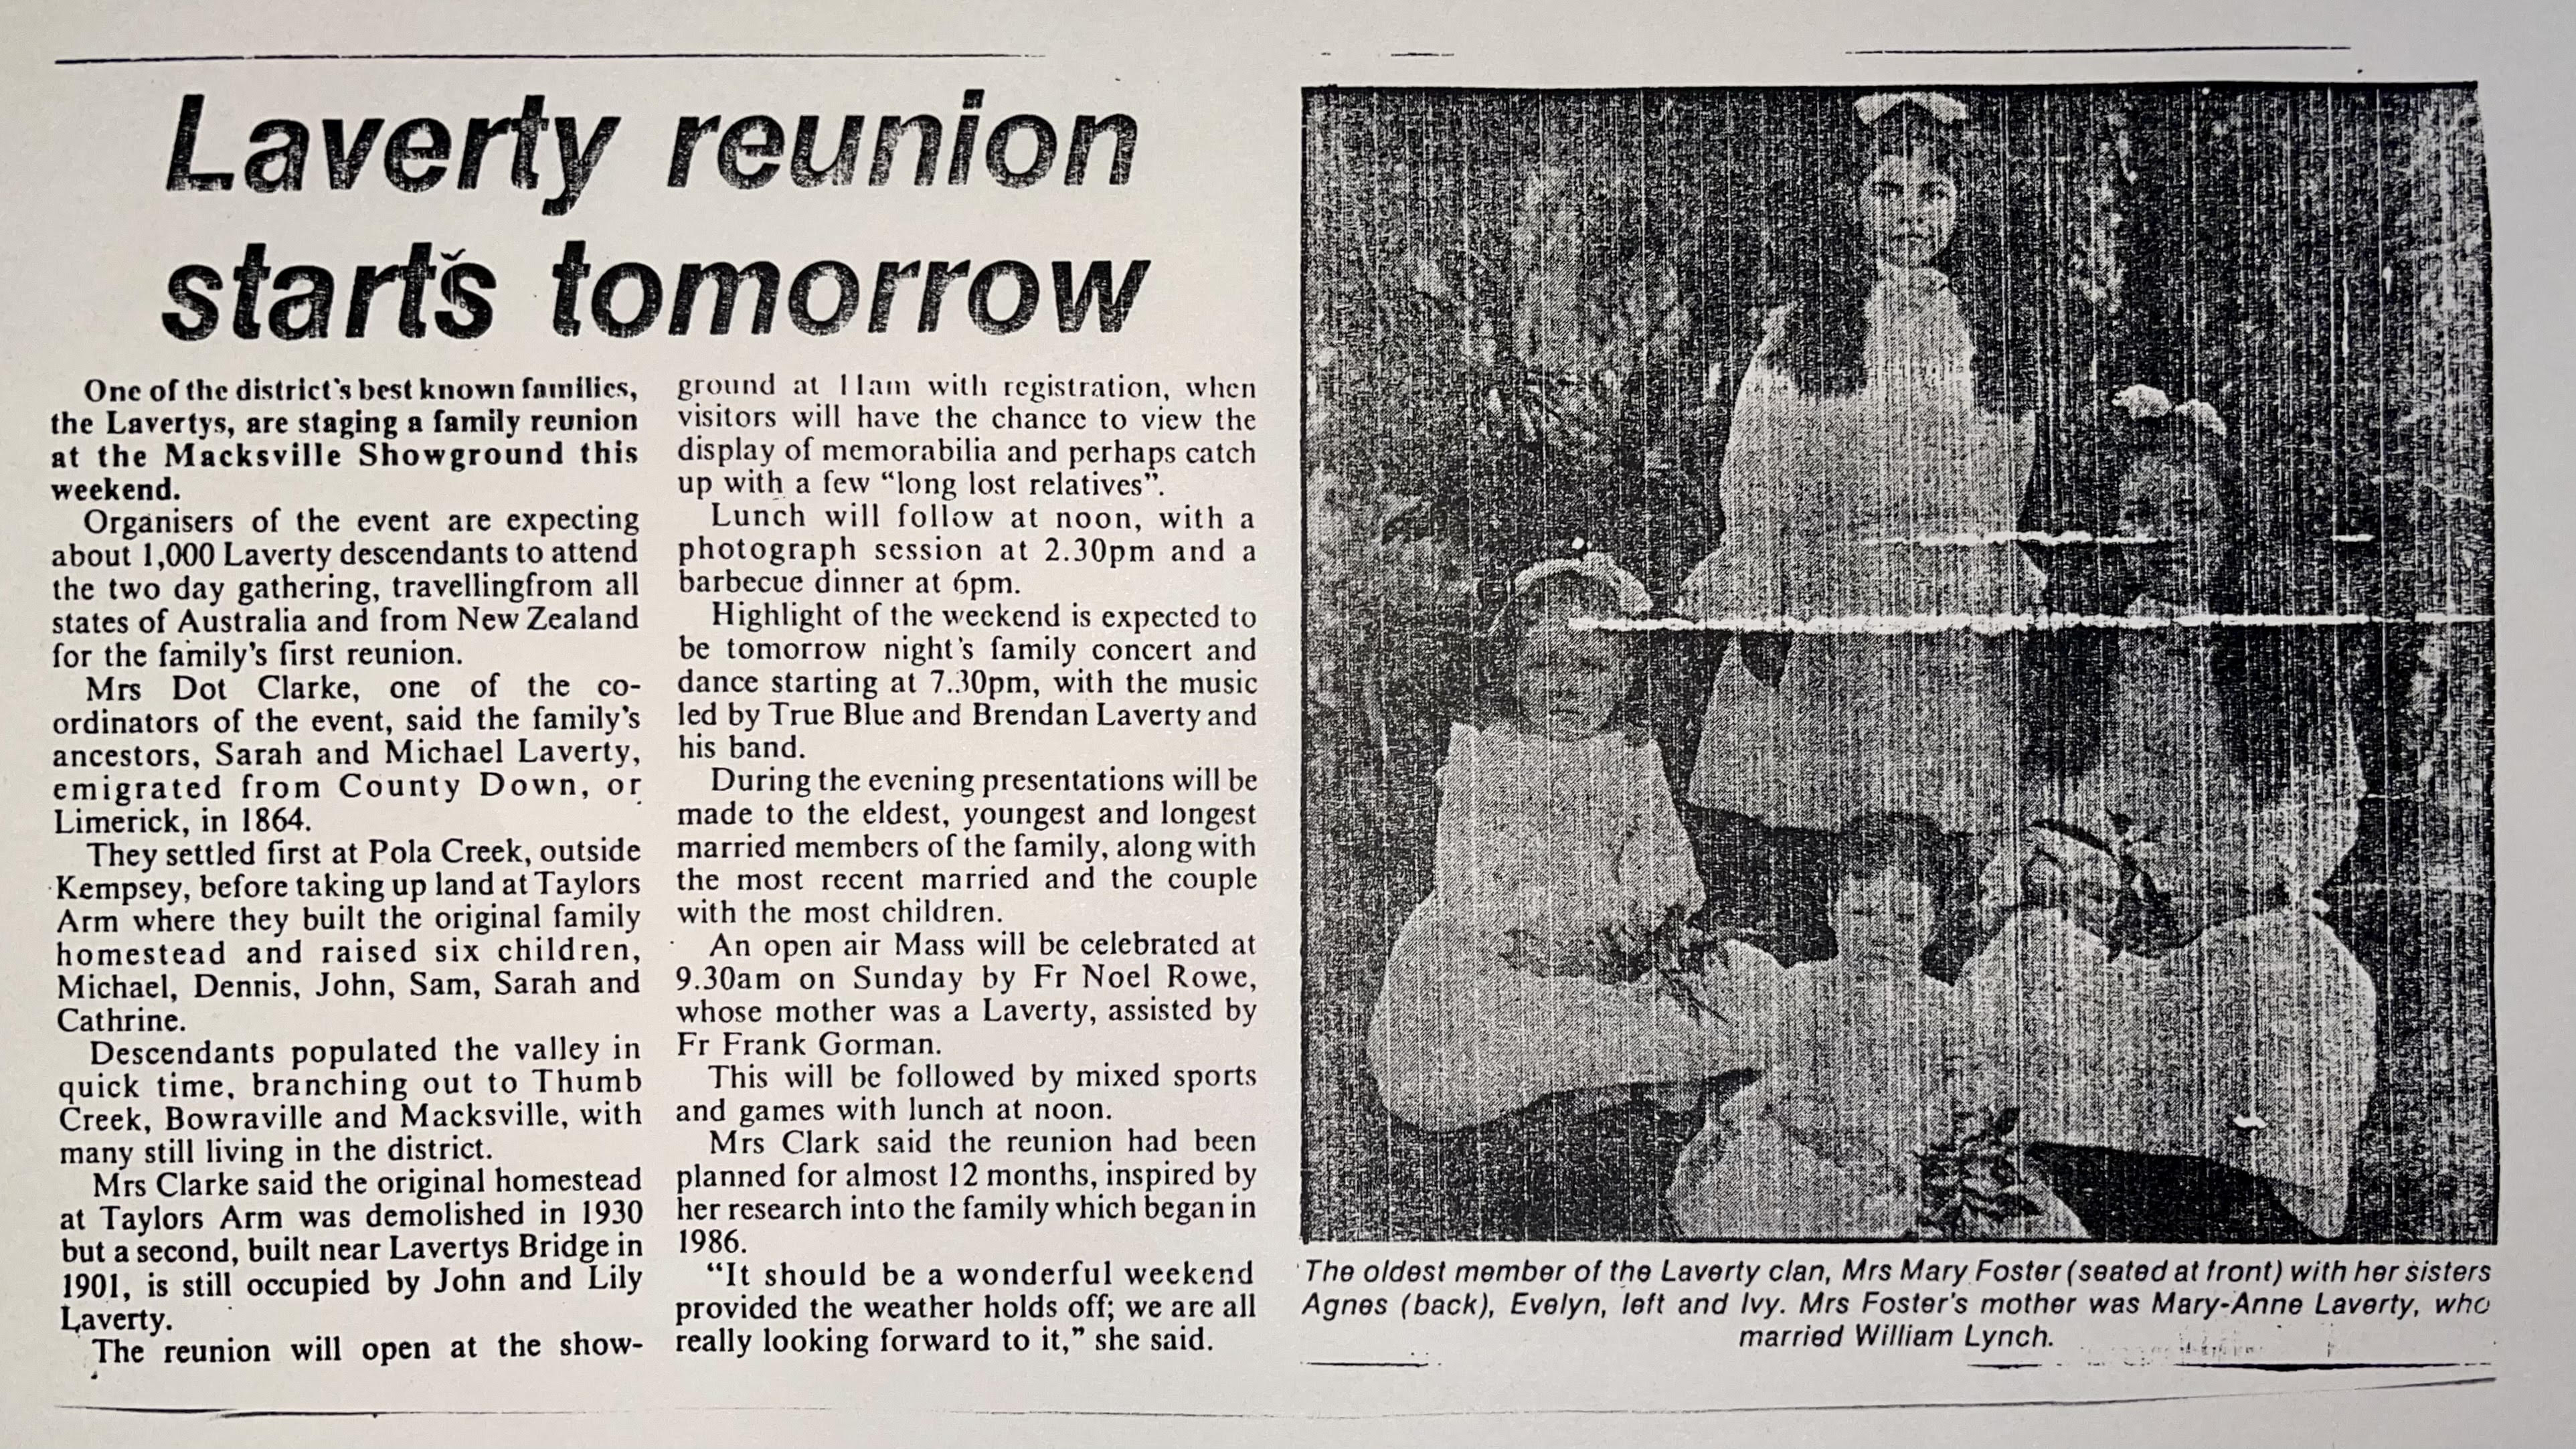 Laverty reunion
starts tomorrow
One of the district's best known families,
the Lavertys, are staging a family reunion
at the Macksville Showground this
weekend.
Organisers of the event are expecting
about 1,000 Laverty descendants to attend
the two day gathering, travellingfrom all
states of Australia and from New Zealand
for the family's first reunion.
Mrs Dot Clarke, one of the co-
ordinators of the event, said the family's
ancestors, Sarah and Michael Laverty,
emigrated from County Down, or
Limerick, in 1864.
They settled first at Pola Creek, outside
Kempsey, before taking up land at Taylors
Arm where they built the original family
homestead and raised six children,
Michael, Dennis, John, Sam, Sarah and
Cathrine.
Descendants populated the valley in
quick time, branching out to Thumb
Creek, Bowraville and Macksville, with
many still living in the district.
Mrs Clarke said the original homestead
at Taylors Arm was demolished in 1930
but a second, built near Lavertys Bridge in
1901, is still occupied by John and Lily
Laverty.
The reunion will open at the show-
ground at 11am with registration, when
visitors will have the chance to view the
display of memorabilia and perhaps catch
up with a few “long lost relatives”.
Lunch will follow at noon, with a
photograph session at 2.30pm and a
barbecue dinner at 6pm.
Highlight of the weekend is expected to
be tomorrow night's family concert and
dance starting at 7.30pm, with the music
led by True Blue and Brendan Laverty and
his band.
During the evening presentations will be
made to the eldest, youngest and longest
married members of the family, along with
the most recent married and the couple
with the most children.
An open air Mass will be celebrated at
9.30am on Sunday by Fr Noel Rowe,
whose mother was a Laverty, assisted by
Fr Frank Gorman.
This will be followed by mixed sports
and games with lunch at noon.
Mrs Clark said the reunion had been
planned for almost 12 months, inspired by
her research into the family which began in
1986.
“It should be a wonderful weekend
provided the weather holds off; we are all
really looking forward to it,” she said.
The oldest member of the Laverty clan, Mrs Mary Foster (seated at front) with her sisters
Agnes (back), Evelyn, left and Ivy. Mrs Foster's mother was Mary-Anne Laverty, who
married William Lynch.